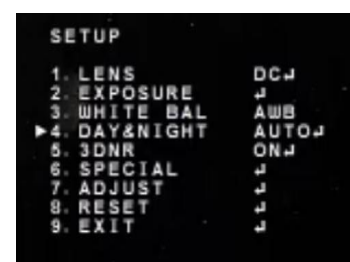 SETUP
1. LENS DC↲
2. EXPOSURE ↲
3. WHITE BAL AWB
▶4. DAY&NIGHT AUTO↲
5. 3DNR ON↲
6. SPECIAL ↲
7. ADJUST ↲
8. RESET ↲
9. EXIT ↲